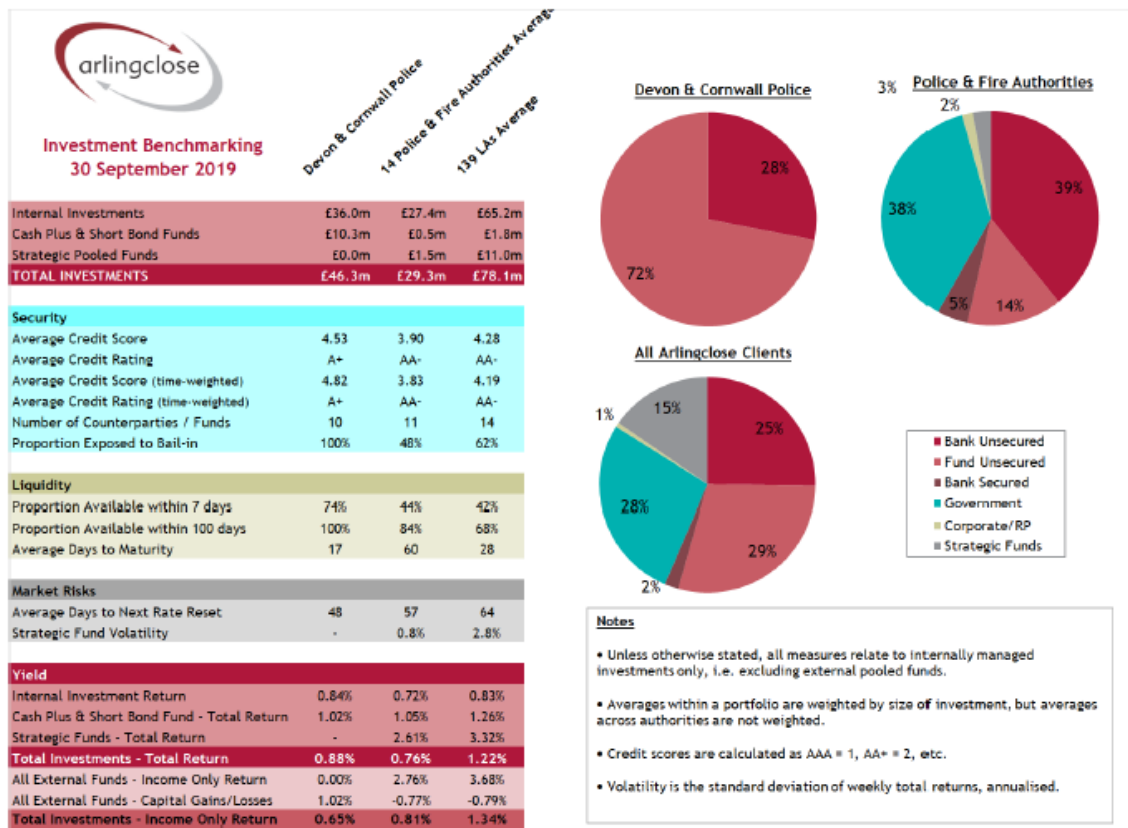 arlingclose
Investment Benchmarking
30 September 2019
Devon & Cornwall Police
14 Police & Fire Authorities Average
139 LAs Average
Internal Investments £36.0m £27.4m £65.2m
Cash Plus & Short Bond Funds £10.3m £0.5m £1.8m
Strategic Pooled Funds £0.0m £1.5m £11.0m
TOTAL INVESTMENTS £46.3m £29.3m £78.1m
Security
Average Credit Score 4.53 3.90 4.28
Average Credit Rating A+ AA- AA-
Average Credit Score (time-weighted) 4.82 3.83 4.19
Average Credit Rating (time-weighted) A+ AA- AA-
Number of Counterparties / Funds 10 11 14
Proportion Exposed to Bail-in 100% 48% 62%
Liquidity
Proportion Available within 7 days 74% 44% 42%
Proportion Available within 100 days 100% 84% 68%
Average Days to Maturity 17 60 28
Market Risks
Average Days to Next Rate Reset 48 57 64
Strategic Fund Volatility - 0.8% 2.8%
Yield
Internal Investment Return 0.84% 0.72% 0.83%
Cash Plus & Short Bond Fund - Total Return 1.02% 1.05% 1.26%
Strategic Funds - Total Return - 2.61% 3.32%
Total Investments - Total Return 0.88% 0.76% 1.22%
All External Funds - Income Only Return 0.00% 2.76% 3.68%
All External Funds - Capital Gains/Losses 1.02% -0.77% -0.79%
Total Investments - Income Only Return 0.65% 0.81% 1.34%
Devon & Cornwall Police
28%
72%
Police & Fire Authorities
3%
2%
39%
38%
5%
14%
All Arlingclose Clients
1%
15%
25%
28%
29%
2%
Bank Unsecured
Fund Unsecured
Bank Secured
Government
Corporate/RP
Strategic Funds
Notes
• Unless otherwise stated, all measures relate to internally managed
investments only, i.e. excluding external pooled funds.
• Averages within a portfolio are weighted by size of investment, but averages
across authorities are not weighted.
• Credit scores are calculated as AAA = 1, AA+ = 2, etc.
• Volatility is the standard deviation of weekly total returns, annualised.